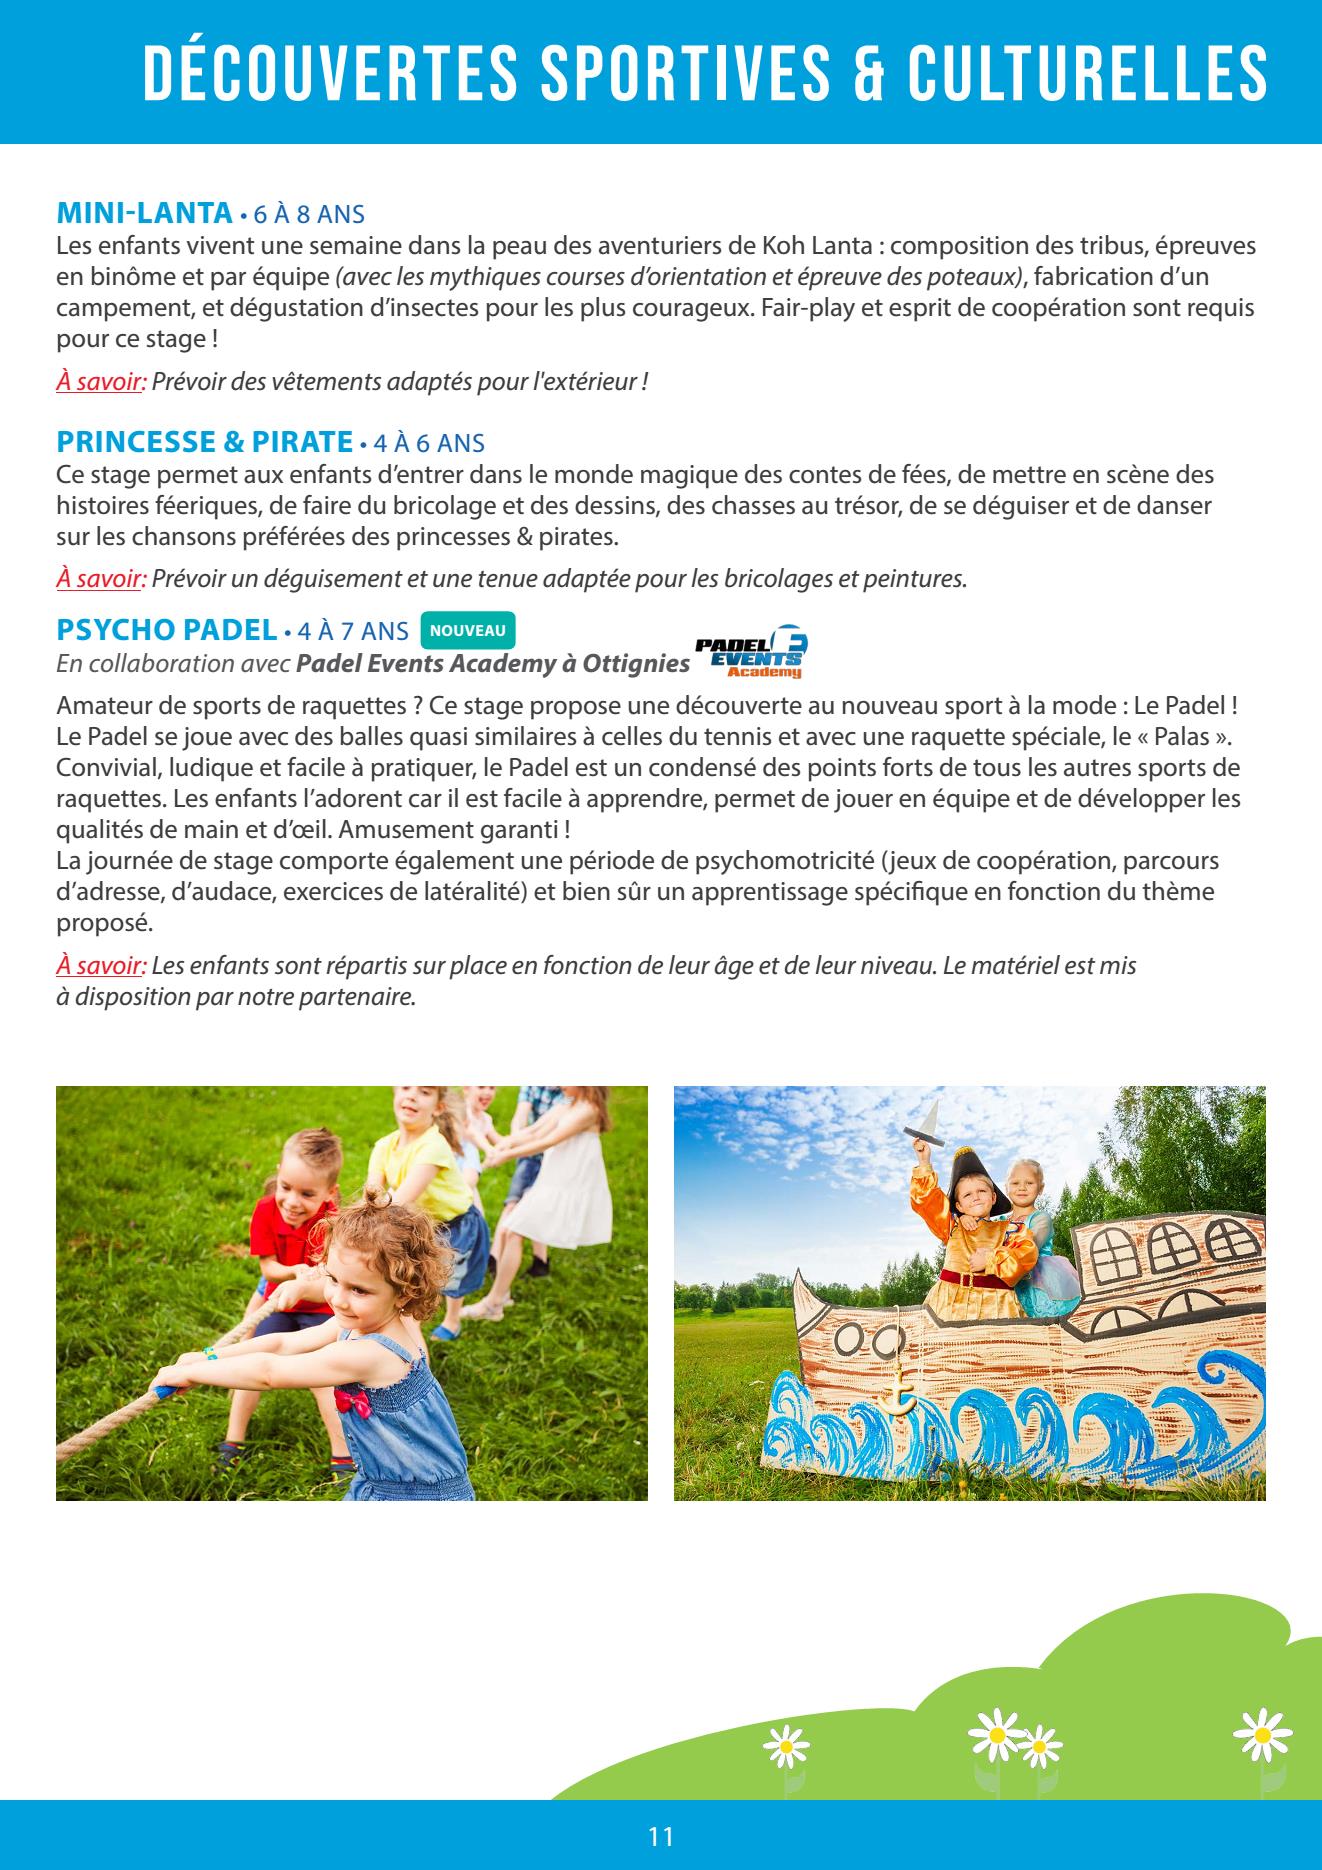 DÉCOUVERTES SPORTIVES & CULTURELLES
MINI-LANTA • 6 À 8 ANS
Les enfants vivent une semaine dans la peau des aventuriers de Koh Lanta : composition des tribus, épreuves
en binôme et par équipe (avec les mythiques courses d’orientation et épreuve des poteaux), fabrication d’un
campement, et dégustation d’insectes pour les plus courageux. Fair-play et esprit de coopération sont requis
pour ce stage !
À savoir: Prévoir des vêtements adaptés pour l'extérieur !
PRINCESSE & PIRATE • 4 À 6 ANS
Ce stage permet aux enfants d’entrer dans le monde magique des contes de fées, de mettre en scène des
histoires féeriques, de faire du bricolage et des dessins, des chasses au trésor, de se déguiser et de danser
sur les chansons préférées des princesses & pirates.
À savoir: Prévoir un déguisement et une tenue adaptée pour les bricolages et peintures.
PSYCHO PADEL • 4 À 7 ANS NOUVEAU
En collaboration avec Padel Events Academy à Ottignies
PADEL
EVENTS
Academy
Amateur de sports de raquettes ? Ce stage propose une découverte au nouveau sport à la mode : Le Padel !
Le Padel se joue avec des balles quasi similaires à celles du tennis et avec une raquette spéciale, le « Palas ».
Convivial, ludique et facile à pratiquer, le Padel est un condensé des points forts de tous les autres sports de
raquettes. Les enfants l’adorent car il est facile à apprendre, permet de jouer en équipe et de développer les
qualités de main et d’œil. Amusement garanti !
La journée de stage comporte également une période de psychomotricité (jeux de coopération, parcours
d’adresse, d’audace, exercices de latéralité) et bien sûr un apprentissage spécifique en fonction du thème
proposé.
À savoir: Les enfants sont répartis sur place en fonction de leur âge et de leur niveau. Le matériel est mis
à disposition par notre partenaire.
11